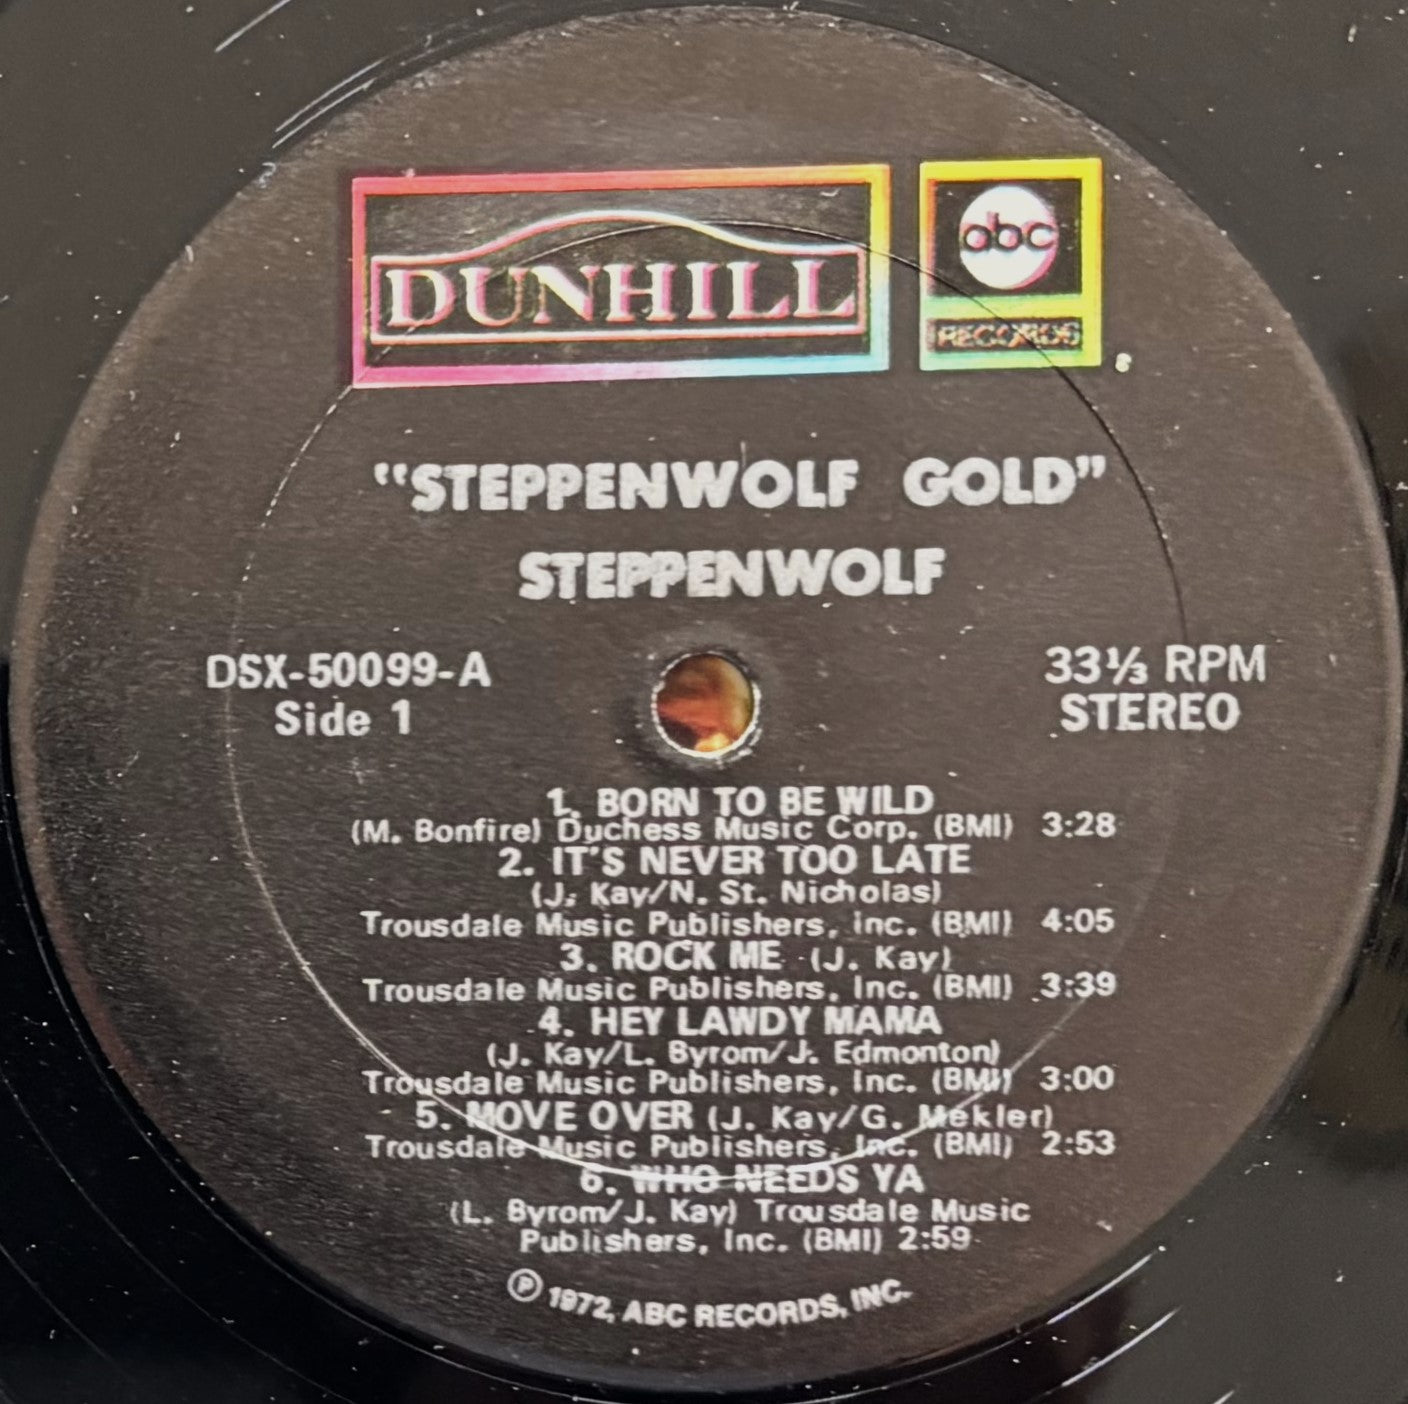 DUNHILL
abc
RECORDS
"STEPPENWOLF GOLD"
STEPPENWOLF
DSX-50099-A
Side 1
33⅓ RPM
STEREO
1. BORN TO BE WILD
(M. Bonfire) Duchess Music Corp. (BMI) 3:28
2. IT'S NEVER TOO LATE
(J. Kay/N. St. Nicholas)
Trousdale Music Publishers, Inc. (BMI) 4:05
3. ROCK ME (J. Kay)
Trousdale Music Publishers, Inc. (BMI) 3:39
4. HEY LAWDY MAMA
(J. Kay/L. Byrom/J. Edmonton)
Trousdale Music Publishers, Inc. (BMI) 3:00
5. MOVE OVER (J. Kay/G. Mekler)
Trousdale Music Publishers, Inc. (BMI) 2:53
6. WHO NEEDS YA
(L. Byrom/J. Kay) Trousdale Music
Publishers, Inc. (BMI) 2:59
℗ 1972, ABC RECORDS, INC.